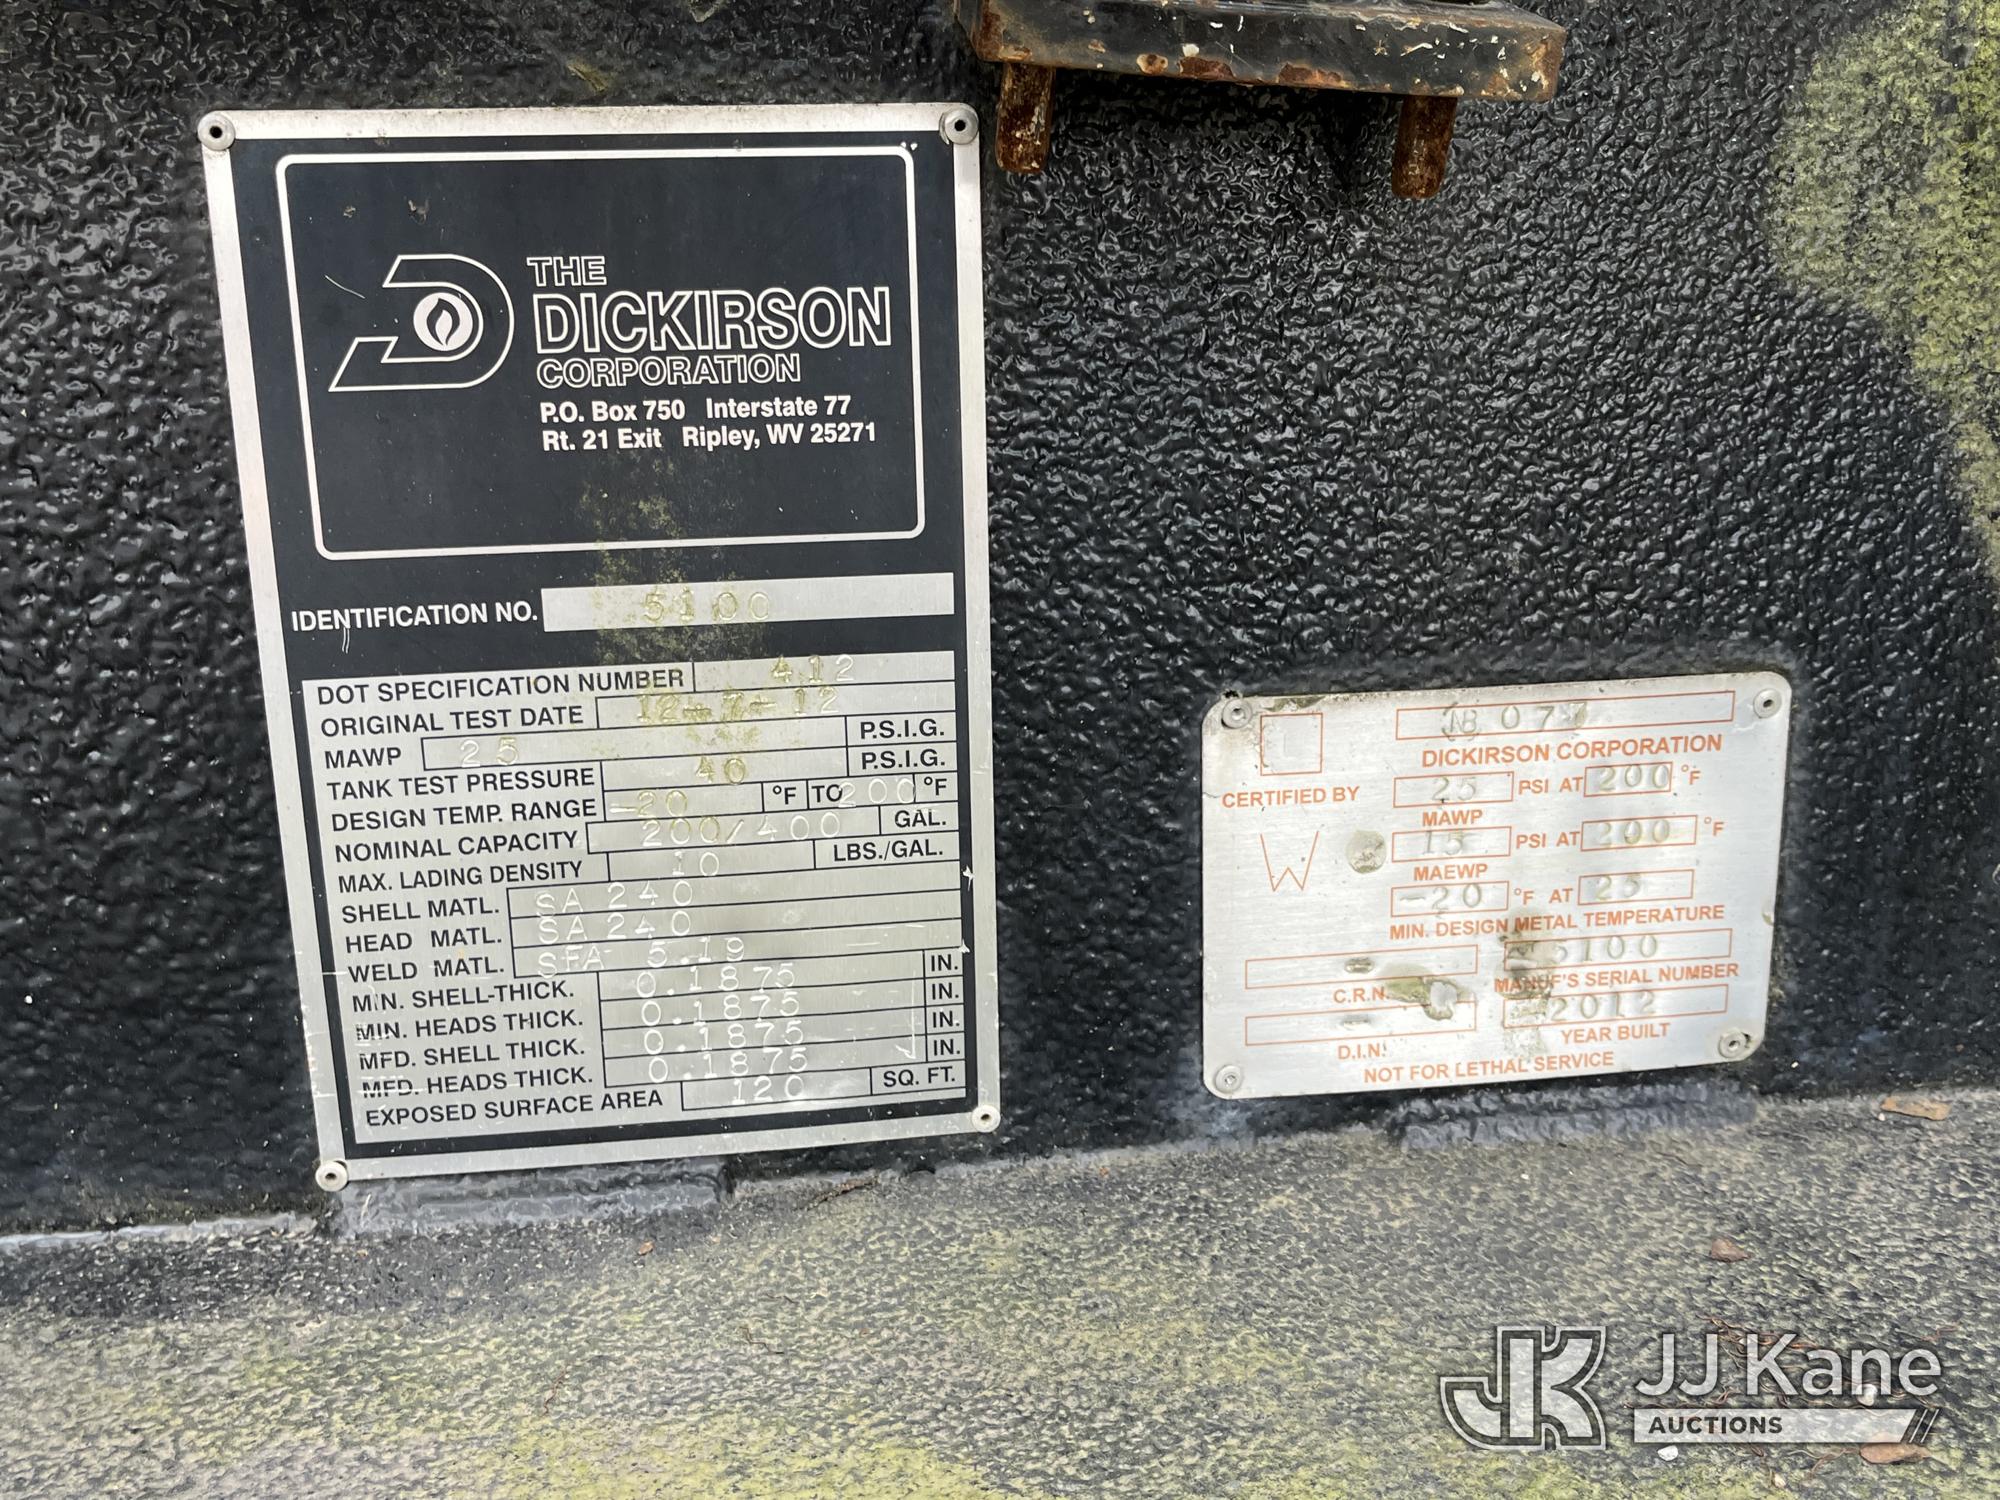 THE
DICKIRSON
CORPORATION
P.O. Box 750 Interstate 77
Rt. 21 Exit Ripley, WV 25271
IDENTIFICATION NO. 5100
DOT SPECIFICATION NUMBER 412
ORIGINAL TEST DATE 12-7-12
MAWP 25 P.S.I.G.
TANK TEST PRESSURE 40 P.S.I.G.
DESIGN TEMP. RANGE -20 °F TO 200 °F
NOMINAL CAPACITY 200/400 GAL.
MAX. LADING DENSITY 10 LBS./GAL.
SHELL MATL. SA 240
HEAD MATL. SA 240
WELD MATL. SFA 5.19
MIN. SHELL-THICK. 0.1875 IN.
MIN. HEADS THICK. 0.1875 IN.
MFD. SHELL THICK. 0.1875 IN.
MFD. HEADS THICK. 0.1875 IN.
EXPOSED SURFACE AREA 120 SQ. FT.
DICKIRSON CORPORATION
CERTIFIED BY 25 PSI AT 200 °F
MAWP
W 15 PSI AT 200 °F
MAEWP
-20 °F AT 25
MIN. DESIGN METAL TEMPERATURE
- 5100
C.R.N. MANUF'S SERIAL NUMBER
- 2012
D.I.N. YEAR BUILT
NOT FOR LETHAL SERVICE
JK JJ Kane
AUCTIONS